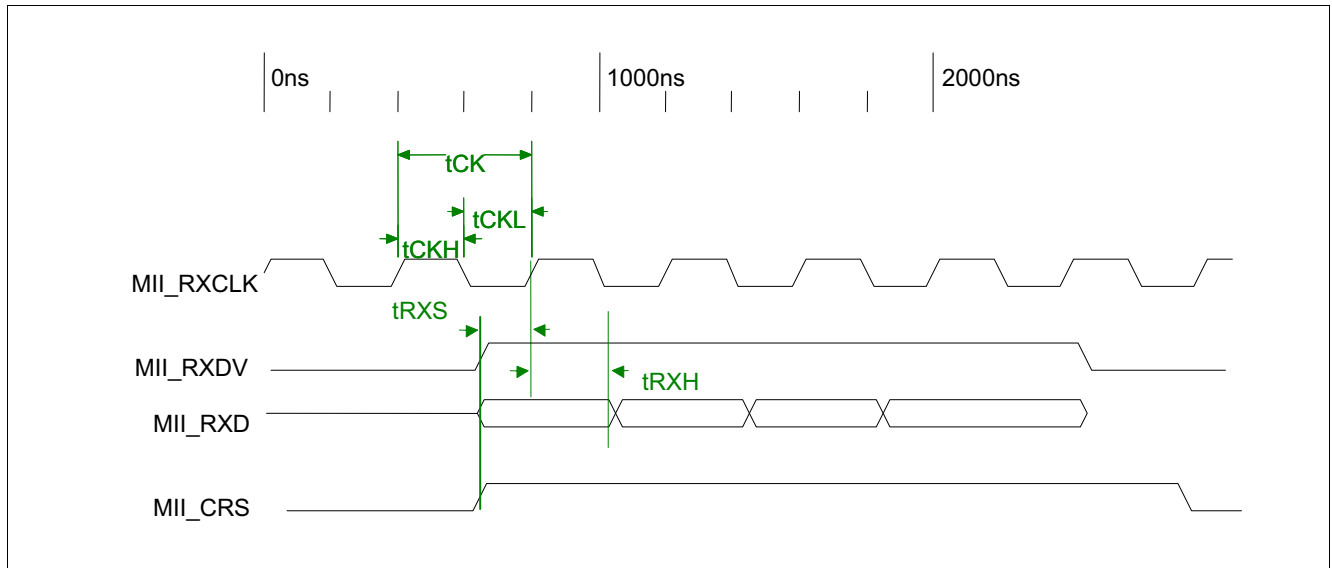 0ns 1000ns 2000ns
tCK
tCKL
tCKH
MII_RXCLK
tRXS
MII_RXDV
tRXH
MII_RXD
MII_CRS